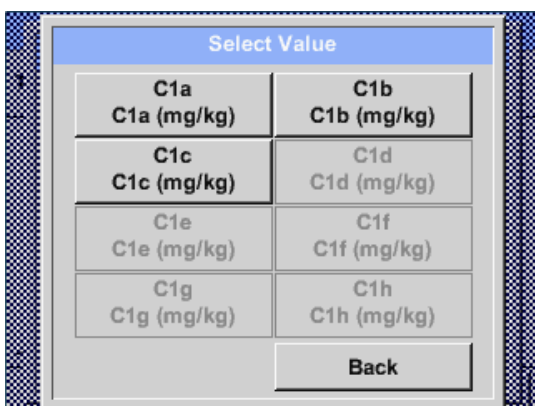 Select Value
C1a
C1a (mg/kg)
C1b
C1b (mg/kg)
C1c
C1c (mg/kg)
C1d
C1d (mg/kg)
C1e
C1e (mg/kg)
C1f
C1f (mg/kg)
C1g
C1g (mg/kg)
C1h
C1h (mg/kg)
Back